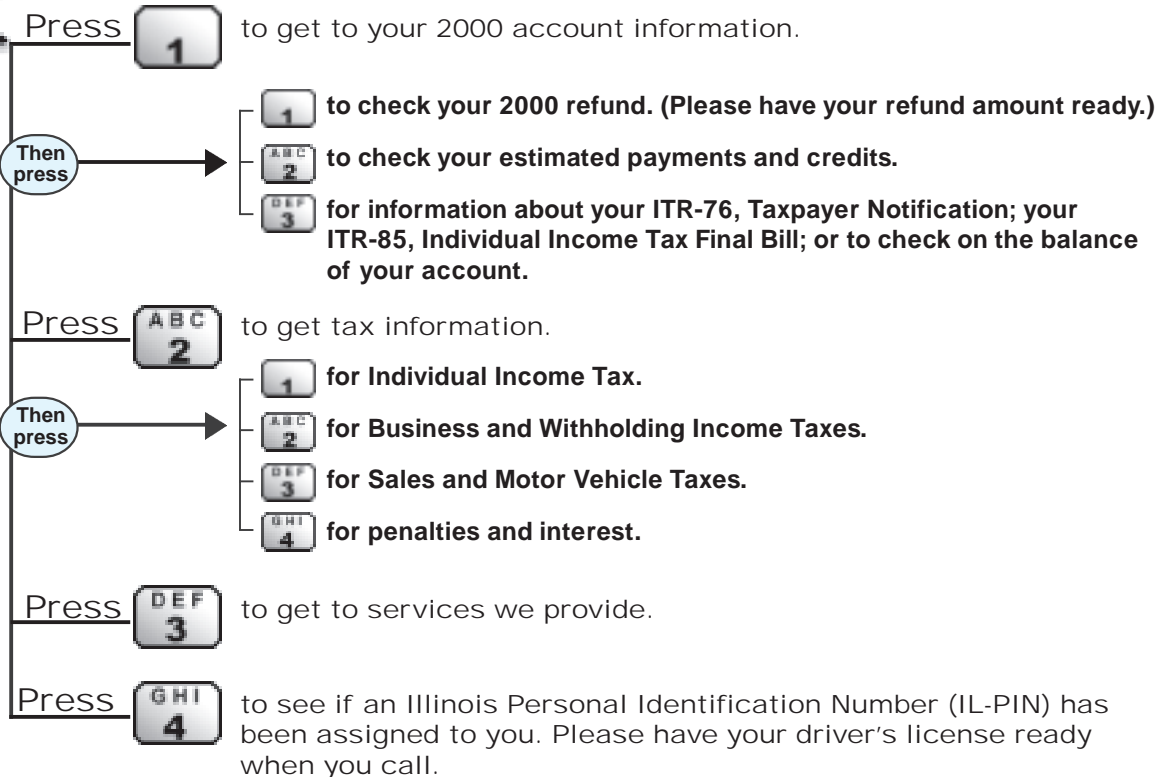 Press 1 to get to your 2000 account information.
1 to check your 2000 refund. (Please have your refund amount ready.)
Then
press
ABC 2 to check your estimated payments and credits.
DEF 3 for information about your ITR-76, Taxpayer Notification; your
ITR-85, Individual Income Tax Final Bill; or to check on the balance
of your account.
Press ABC 2 to get tax information.
1 for Individual Income Tax.
Then
press
ABC 2 for Business and Withholding Income Taxes.
DEF 3 for Sales and Motor Vehicle Taxes.
GHI 4 for penalties and interest.
Press DEF 3 to get to services we provide.
Press GHI 4 to see if an Illinois Personal Identification Number (IL-PIN) has
been assigned to you. Please have your driver's license ready
when you call.